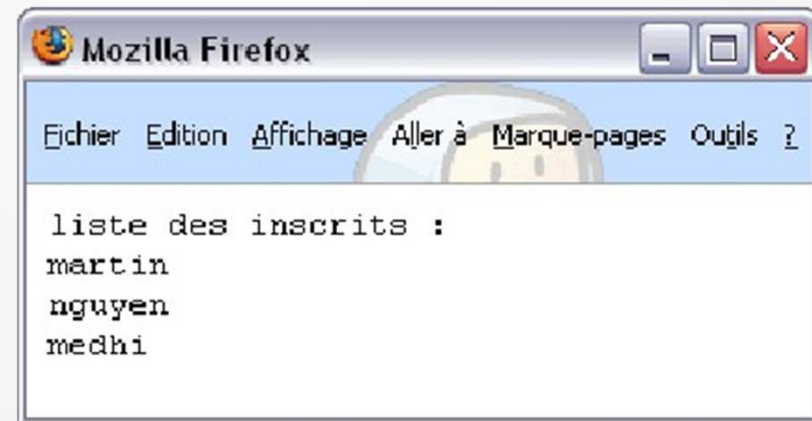 Mozilla Firefox
Fichier Edition Affichage Aller à Marque-pages Outils ?
liste des inscrits :
martin
nguyen
medhi